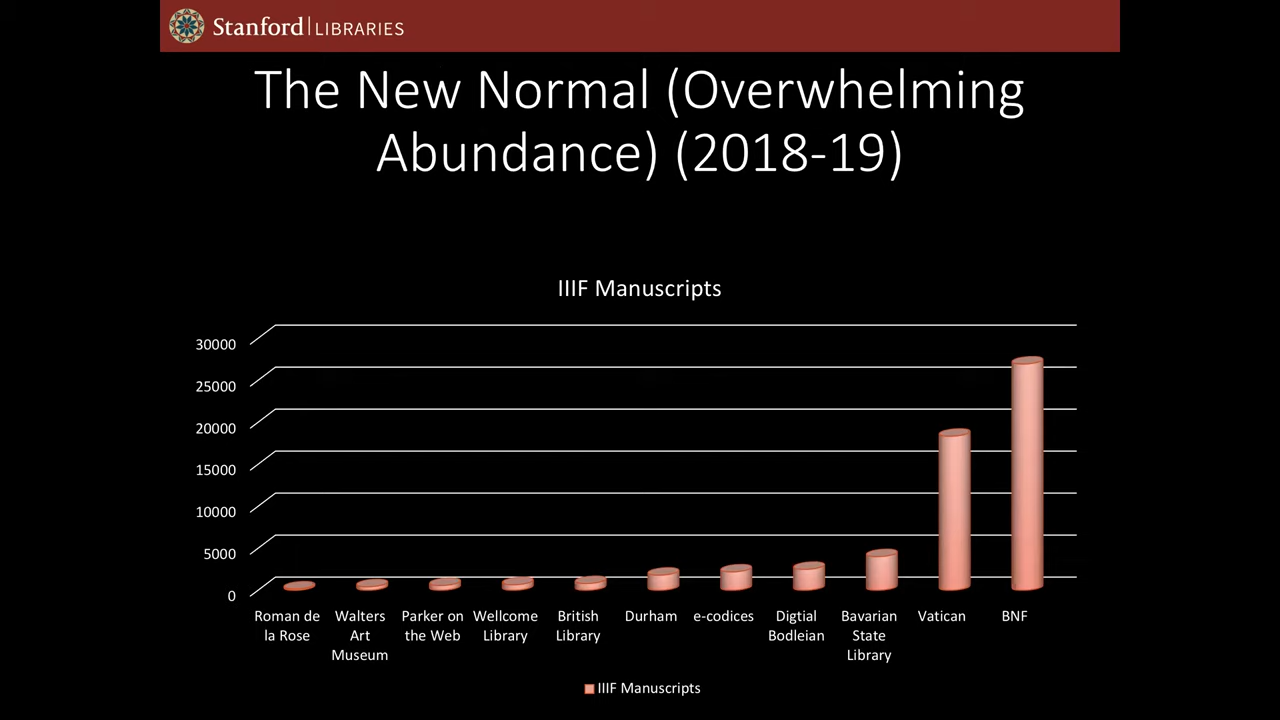 Stanford | LIBRARIES
The New Normal (Overwhelming
Abundance) (2018-19)
IIIF Manuscripts
30000
25000
20000
15000
10000
5000
0
Roman de
la Rose
Walters
Art
Museum
Parker on
the Web
Wellcome
Library
British
Library
Durham
e-codices
Digtial
Bodleian
Bavarian
State
Library
Vatican
BNF
IIIF Manuscripts